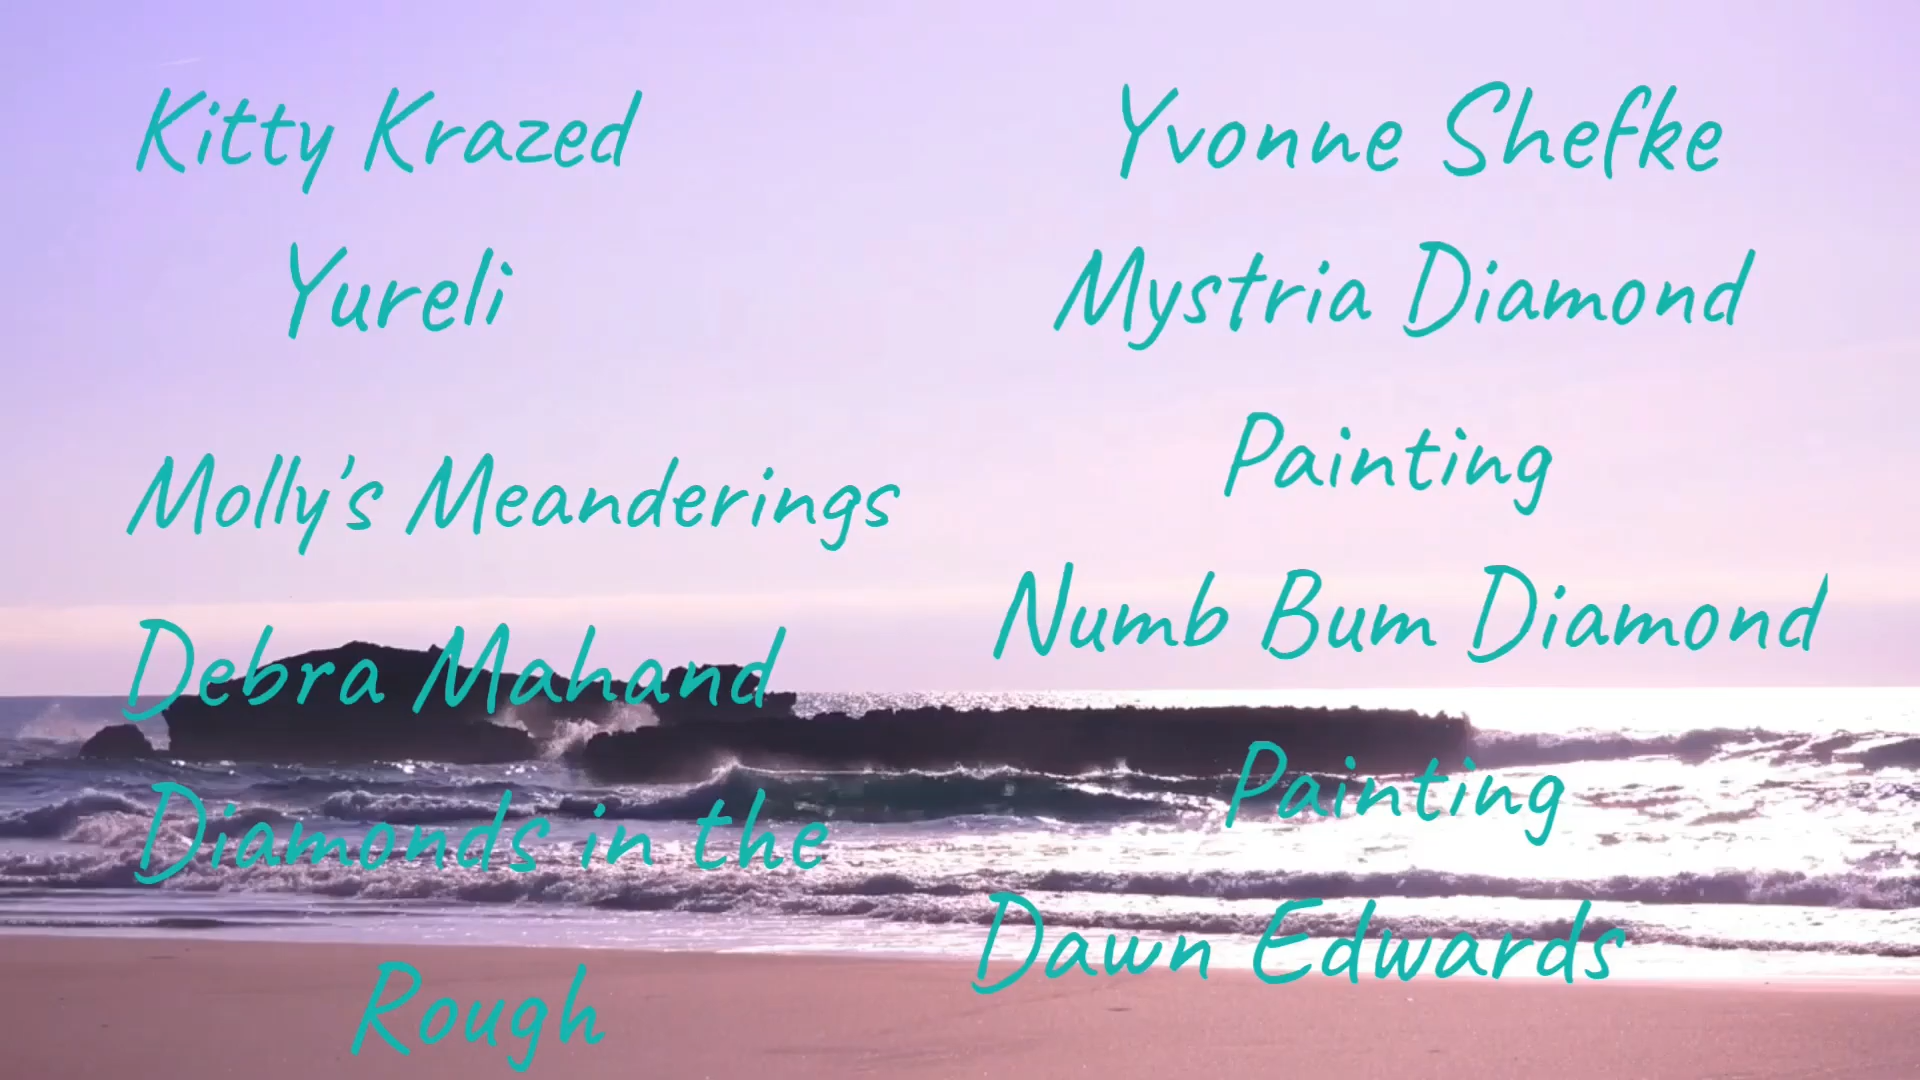 Kitty Krazed
Yureli
Molly's Meanderings
Debra Mahand
Diamonds in the
Rough
Yvonne Shefke
Mystria Diamond
Painting
Numb Bum Diamond
Painting
Dawn Edwards